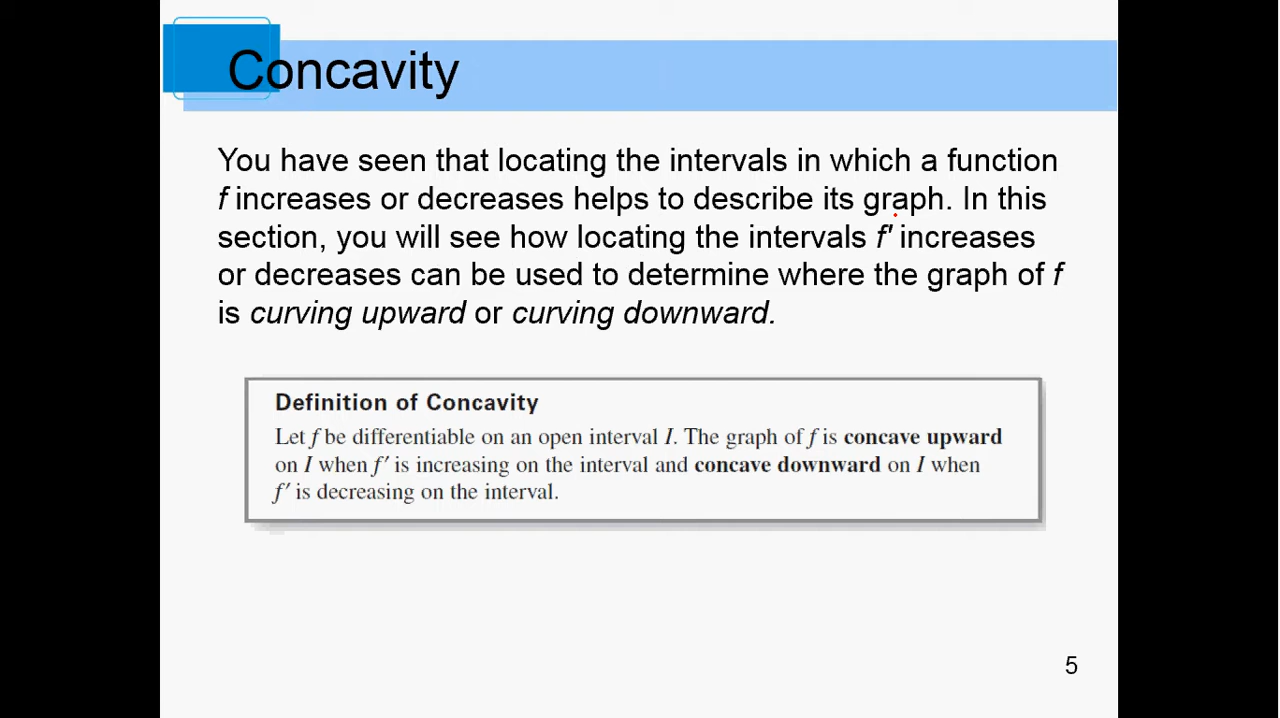 Concavity
You have seen that locating the intervals in which a function
f increases or decreases helps to describe its graph. In this
section, you will see how locating the intervals f′ increases
or decreases can be used to determine where the graph of f
is curving upward or curving downward.
Definition of Concavity
Let f be differentiable on an open interval I. The graph of f is concave upward
on I when f′ is increasing on the interval and concave downward on I when
f′ is decreasing on the interval.
5